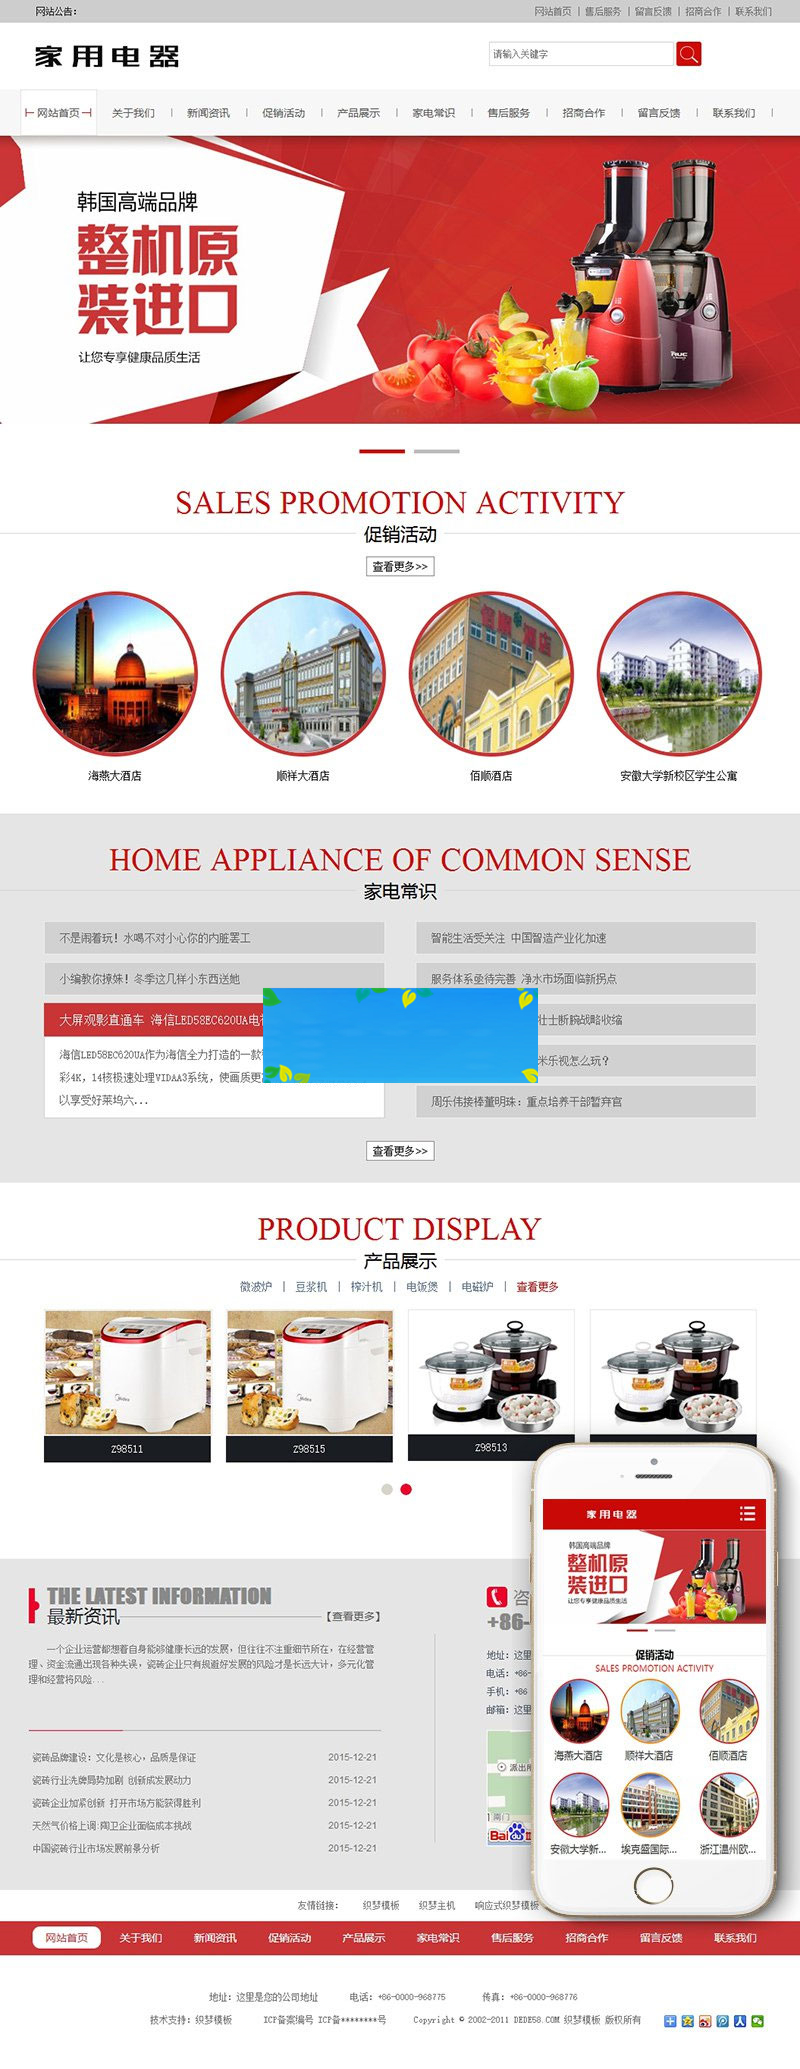 网站公告:
网站首页 | 售后服务 | 留言反馈 | 招商合作 | 联系我们
家用电器
请输入关键字
网站首页 关于我们 | 新闻资讯 | 促销活动 | 产品展示 | 家电常识 | 售后服务 | 招商合作 | 留言反馈 | 联系我们 |
韩国高端品牌
整机原
装进口
让您专享健康品质生活
SALES PROMOTION ACTIVITY
促销活动
查看更多>>
海燕大酒店 顺祥大酒店 佰顺酒店 安徽大学新校区学生公寓
HOME APPLIANCE OF COMMON SENSE
家电常识
不是闹着玩！水喝不对小心你的内脏罢工
智能生活受关注 中国智造产业化加速
小编教你撩妹！冬季这几样小东西送她
服务体系亟待完善 净水市场面临新拐点
大屏观影直通车 海信LED58EC620UA电视
壮士断腕战略收缩
海信LED58EC620UA作为海信全力打造的一款
彩4K，14核极速处理VIDAA3系统，使画质更
以享受好莱坞六...
米乐视怎么玩?
周乐伟接棒董明珠：重点培养干部暂弃官
查看更多>>
PRODUCT DISPLAY
产品展示
微波炉 | 豆浆机 | 榨汁机 | 电饭煲 | 电磁炉 | 查看更多
Midea
Midea
Z98511 Z98515 Z98513
THE LATEST INFORMATION
最新资讯
【查看更多】
一个企业运营都想着自身能够健康长远的发展，但往往不注重细节所在，在经营管
理、资金流通出现各种失误，瓷砖企业只有规避好发展的风险才是长远大计，多元化管
理和经营将风险...
瓷砖品牌建设：文化是核心，品质是保证 2015-12-21
瓷砖行业洗牌局势加剧 创新成发展动力 2015-12-21
瓷砖企业加紧创新 打开市场方能获得胜利 2015-12-21
天然气价格上调:陶卫企业面临成本挑战 2015-12-21
中国瓷砖行业市场发展前景分析 2015-12-21
咨
+86-
地址：这里
电话：+86-
手机：+86
邮箱：这里
派出所
南门
Bai
家用电器
韩国高端品牌
整机原
装进口
让您专享健康品质生活
促销活动
SALES PROMOTION ACTIVITY
海燕大酒店 顺祥大酒店 佰顺酒店
安徽大学新... 埃克盛国际... 浙江温州欧...
友情链接： 织梦模板 织梦主机 响应式织梦模板
网站首页 关于我们 新闻资讯 促销活动 产品展示 家电常识 售后服务 招商合作 留言反馈 联系我们
地址：这里是您的公司地址 电话：+86-0000-968775 传真：+86-0000-968776
技术支持：织梦模板 ICP备案编号 ICP备********号 Copyright © 2002-2011 DEDE58.COM 织梦模板 版权所有